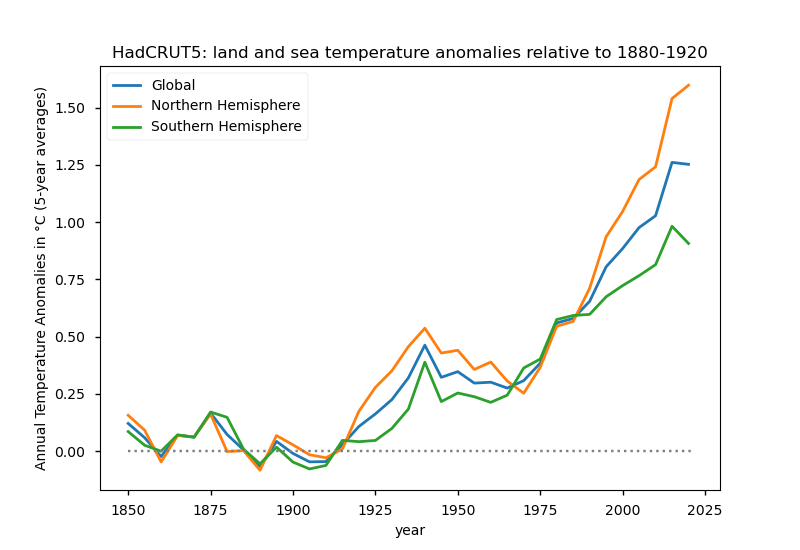 HadCRUT5: land and sea temperature anomalies relative to 1880-1920
Global
Northern Hemisphere
Southern Hemisphere
Annual Temperature Anomalies in °C (5-year averages)
1.50
1.25
1.00
0.75
0.50
0.25
0.00
1850 1875 1900 1925 1950 1975 2000 2025
year